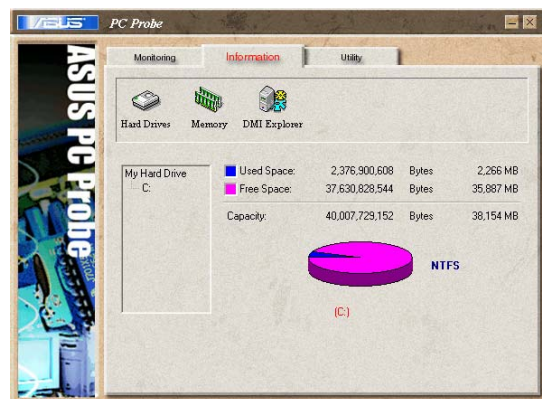 ASUS PC Probe
Monitoring Information Utility
Hard Drives Memory DMI Explorer
ASUS PC Probe
My Hard Drive
C:
Used Space: 2,376,900,608 Bytes 2,266 MB
Free Space: 37,630,828,544 Bytes 35,887 MB
Capacity: 40,007,729,152 Bytes 38,154 MB
NTFS
(C:)